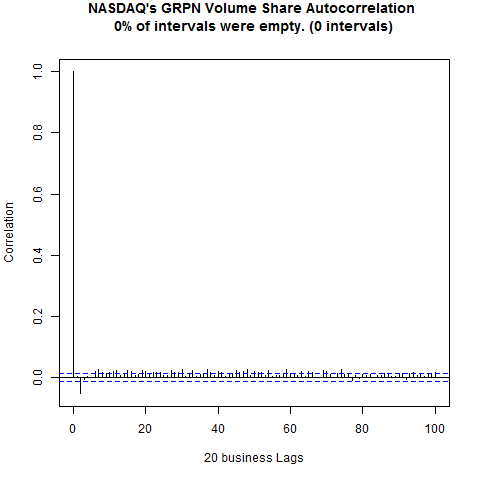 NASDAQ's GRPN Volume Share Autocorrelation
0% of intervals were empty. (0 intervals)
Correlation
1.0
0.8
0.6
0.4
0.2
0.0
0 20 40 60 80 100
20 business Lags